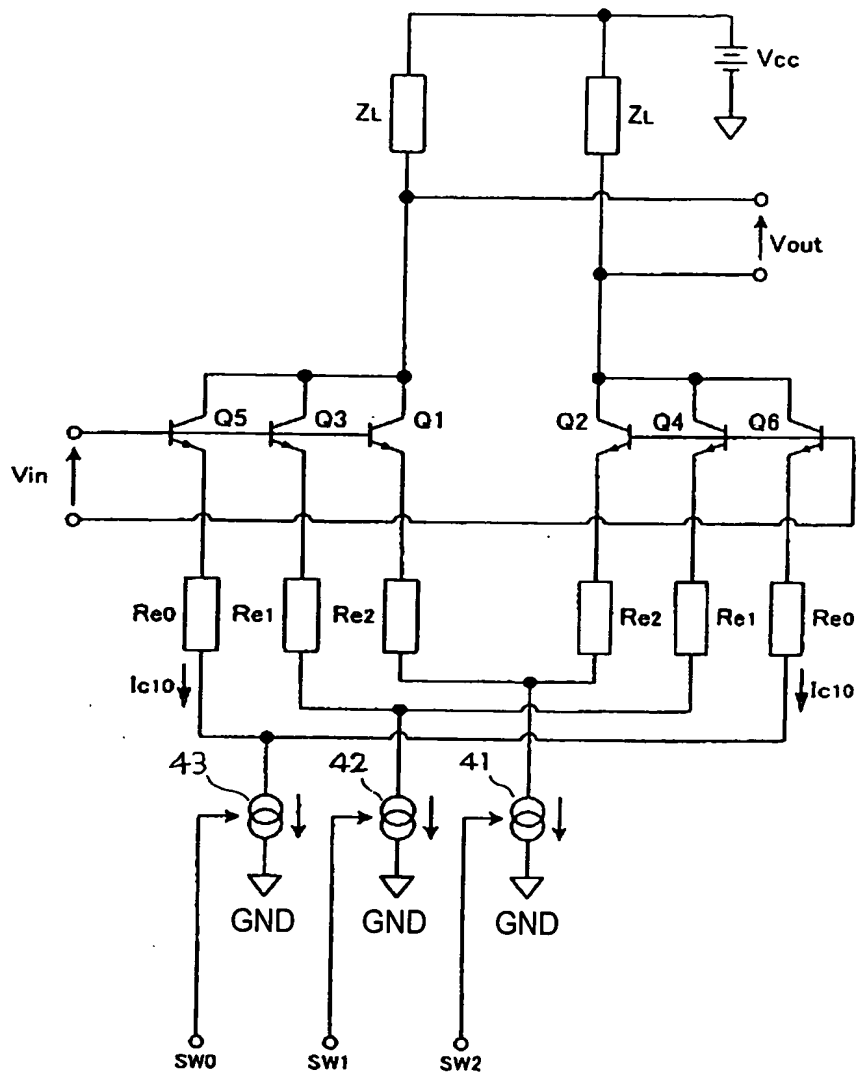 Vcc
ZL
ZL
Vout
Q5
Q3
Q1
Q2
Q4
Q6
Vin
Re0
Re1
Re2
Re2
Re1
Re0
Ic10
Ic10
43
42
41
GND
GND
GND
SW0
SW1
SW2